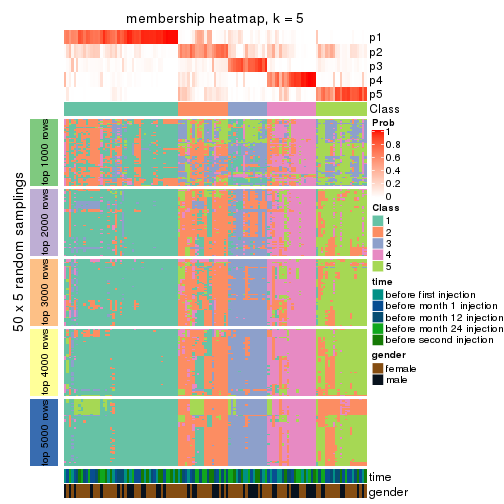 membership heatmap, k = 5
p1
p2
p3
p4
p5
Class
50 x 5 random samplings
top 1000 rows
top 2000 rows
top 3000 rows
top 4000 rows
top 5000 rows
time
gender
Prob
1
0.8
0.6
0.4
0.2
0
Class
1
2
3
4
5
time
before first injection
before month 1 injection
before month 12 injection
before month 24 injection
before second injection
gender
female
male